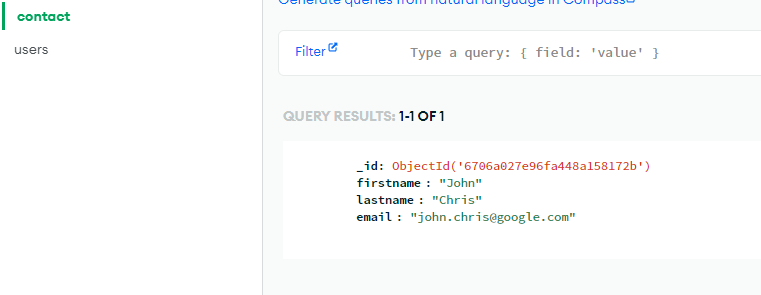 Generate queries from natural language in Compass
contact
users
Filter
Type a query: { field: 'value' }
QUERY RESULTS: 1-1 OF 1
_id: ObjectId('6706a027e96fa448a158172b')
firstname : "John"
lastname : "Chris"
email : "john.chris@google.com"